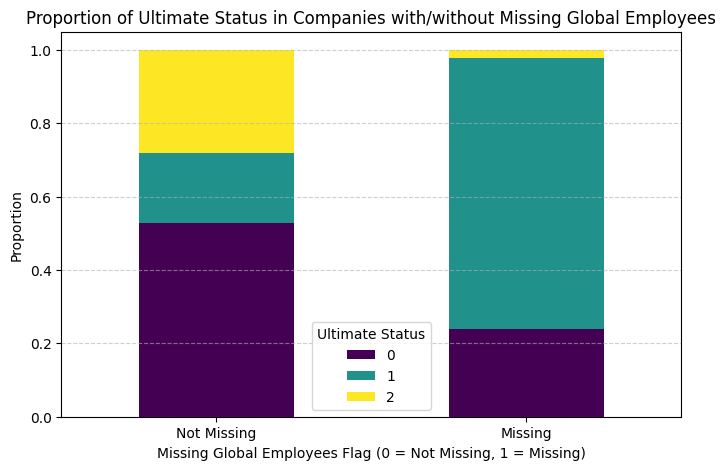 Proportion of Ultimate Status in Companies with/without Missing Global Employees
Proportion
1.0
0.8
0.6
0.4
0.2
0.0
Ultimate Status
0
1
2
Not Missing
Missing
Missing Global Employees Flag (0 = Not Missing, 1 = Missing)